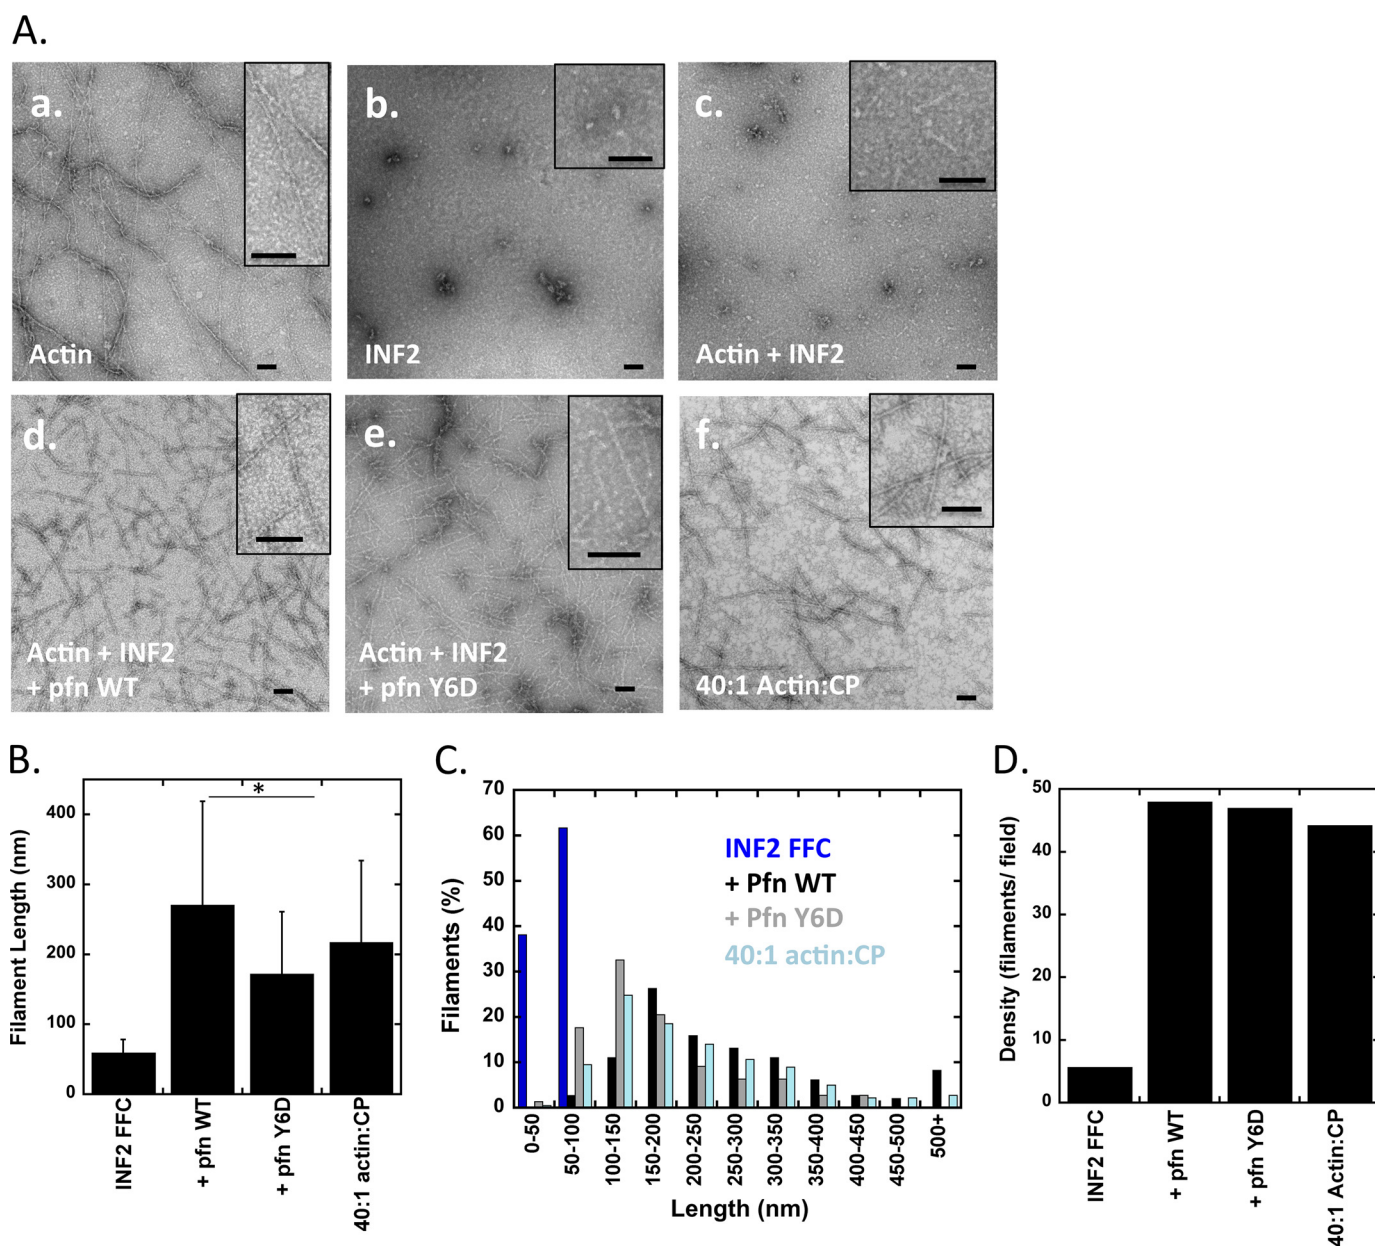 A.
a.
b.
c.
Actin
INF2
Actin + INF2
d.
e.
f.
Actin + INF2
+ pfn WT
Actin + INF2
+ pfn Y6D
40:1 Actin:CP
B.
Filament Length (nm)
400
300
200
100
0
*
INF2 FFC
+ pfn WT
+ pfn Y6D
40:1 actin:CP
C.
Filaments (%)
70
60
50
40
30
20
10
0
INF2 FFC
+ Pfn WT
+ Pfn Y6D
40:1 actin:CP
0-50
50-100
100-150
150-200
200-250
250-300
300-350
350-400
400-450
450-500
500+
Length (nm)
D.
Density (filaments/ field)
50
40
30
20
10
0
INF2 FFC
+ pfn WT
+ pfn Y6D
40:1 Actin:CP